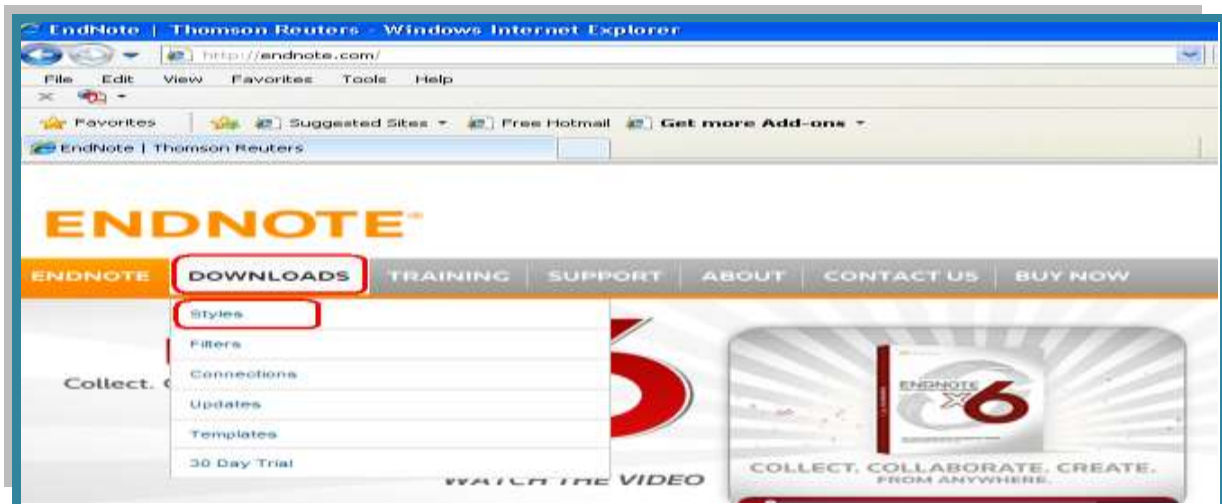 EndNote | Thomson Reuters - Windows Internet Explorer
http://endnote.com/
File Edit View Favorites Tools Help
Favorites Suggested Sites Free Hotmail Get more Add-ons
EndNote | Thomson Reuters
ENDNOTE
ENDNOTE DOWNLOADS TRAINING SUPPORT ABOUT CONTACT US BUY NOW
Styles
Filters
Connections
Updates
Templates
30 Day Trial
Collect.
6
WATCH THE VIDEO
ENDNOTE
X6
COLLECT. COLLABORATE. CREATE.
FROM ANYWHERE.